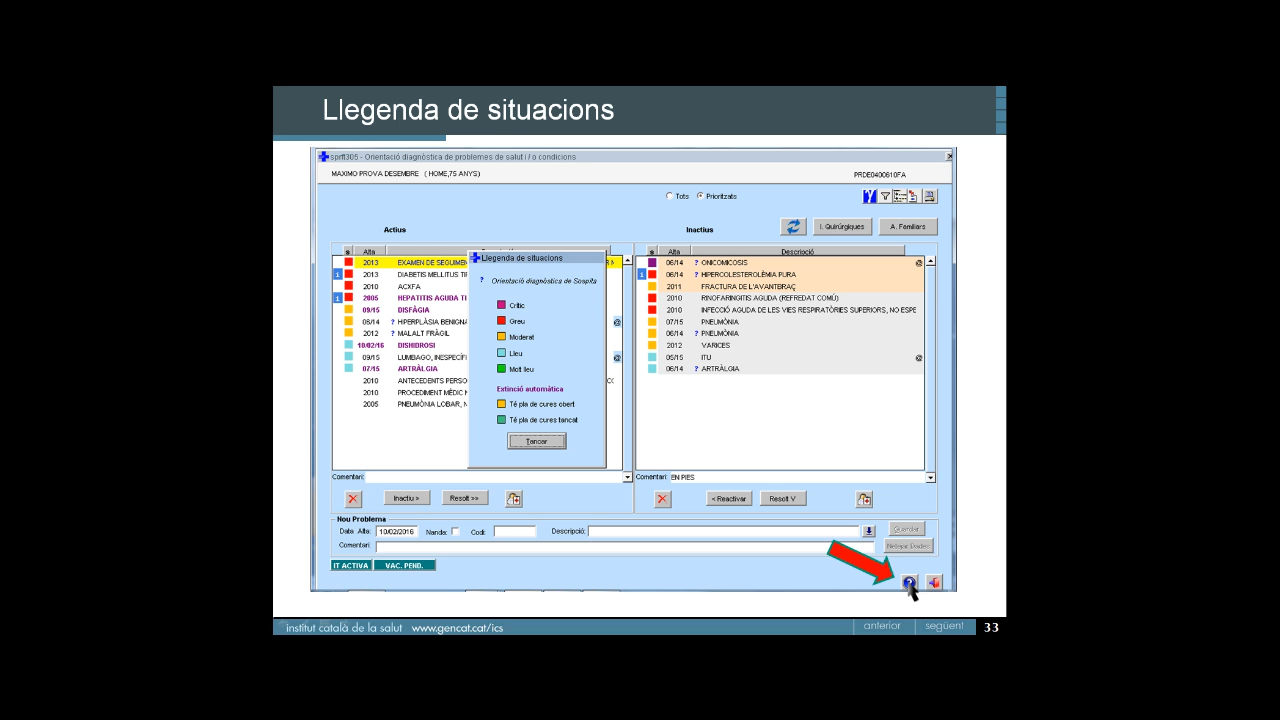 Llegenda de situacions
sprft305 - Orientació diagnòstica de problemes de salut i / o condicions
MAXIMO PROVA DESEMBRE ( HOME,75 ANYS)
PRDE0400610FA
Tots Prioritzats
Actius
Inactius
I. Quirúrgiques
A. Familiars
* Alta
2013 EXAMEN DE SEGUIMEN
2013 DIABETIS MELLITUS TI
2010 ACXFA
2005 HEPATITIS AGUDA TI
09/15 DISFÀGIA
06/14 ? HPERPLÀSIA BENIGNA @
2012 ? MALALT FRÀGIL
10/02/16 DISHIDROSI
09/15 LUMBAGO, INESPECÍFI @
07/15 ARTRÀLGIA
2010 ANTECEDENTS PERSO
2010 PROCEDIMENT MÈDIC N
2005 PNEUMÒNIA LOBAR, N
Llegenda de situacions
? Orientació diagnòstica de Sospita
Crític
Greu
Moderat
Lleu
Molt lleu
Extinció automàtica
Té pla de cures obert
Té pla de cures tancat
Tancar
* Alta Descripció
06/14 ? ONICOMICOSIS @
06/14 ? HIPERCOLESTEROLÈMIA PURA
2011 FRACTURA DE L'AVANTBRAÇ
2010 RINOFARINGITIS AGUDA (REFREDAT COMÚ)
2010 INFECCIÓ AGUDA DE LES VIES RESPIRATÒRIES SUPERIORS, NO ESPE
07/15 PNEUMÒNIA
06/14 ? PNEUMÒNIA
2012 VARICES
05/15 ITU @
06/14 ? ARTRÀLGIA
Comentari:
Comentari: EN PIES
Inactiu >
Resolt >>
< Reactivar
Resolt V
Nou Problema
Data Alta: 10/02/2016 Nanda: Codi: Descripció:
Guardar
Comentari:
Netejar Dades
IT ACTIVA VAC. PEND.
institut català de la salut www.gencat.cat/ics
anterior següent 33